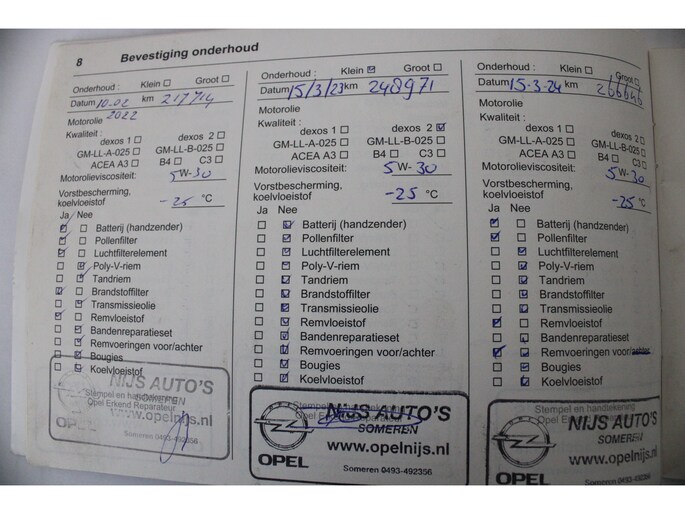 8 Bevestiging onderhoud
Onderhoud : Klein Groot
Datum 10.02 km 217714
2022
Motorolie
Kwaliteit :
dexos 1 dexos 2
GM-LL-A-025 GM-LL-B-025
ACEA A3 B4 C3
Motorolieviscositeit: 5 W- 30
Vorstbescherming,
koelvloeistof -25 °C
Ja Nee
Batterij (handzender)
Pollenfilter
Luchtfilterelement
Poly-V-riem
Tandriem
Brandstoffilter
Transmissieolie
Remvloeistof
Bandenreparatieset
Remvoeringen voor/achter
Bougies
Koelvloeistof
Stempel en handtekening
Opel Erkend Reparateur
NIJS AUTO'S
SOMEREN
www.opelnijs.nl
OPEL Someren 0493-492356
Onderhoud : Klein Groot
Datum 15/3/23 km 248971
Motorolie
Kwaliteit :
dexos 1 dexos 2
GM-LL-A-025 GM-LL-B-025
ACEA A3 B4 C3
Motorolieviscositeit: 5 W- 30
Vorstbescherming,
koelvloeistof -25 °C
Ja Nee
Batterij (handzender)
Pollenfilter
Luchtfilterelement
Poly-V-riem
Tandriem
Brandstoffilter
Transmissieolie
Remvloeistof
Bandenreparatieset
Remvoeringen voor/achter
Bougies
Koelvloeistof
NIJS AUTO'S
SOMEREN
www.opelnijs.nl
OPEL Someren 0493-492356
Onderhoud : Klein Groot
Datum 15-3-24 km 266646
Motorolie
Kwaliteit :
dexos 1 dexos 2
GM-LL-A-025 GM-LL-B-025
ACEA A3 B4 C3
Motorolieviscositeit: 5 W- 30
Vorstbescherming,
koelvloeistof -25 °C
Ja Nee
Batterij (handzender)
Pollenfilter
Luchtfilterelement
Poly-V-riem
Tandriem
Brandstoffilter
Transmissieolie
Remvloeistof
Bandenreparatieset
Remvoeringen voor/achter
Bougies
Koelvloeistof
Stempel en handtekening
Opel Erkend Reparateur
NIJS AUTO'S
SOMEREN
www.opelnijs.nl
OPEL